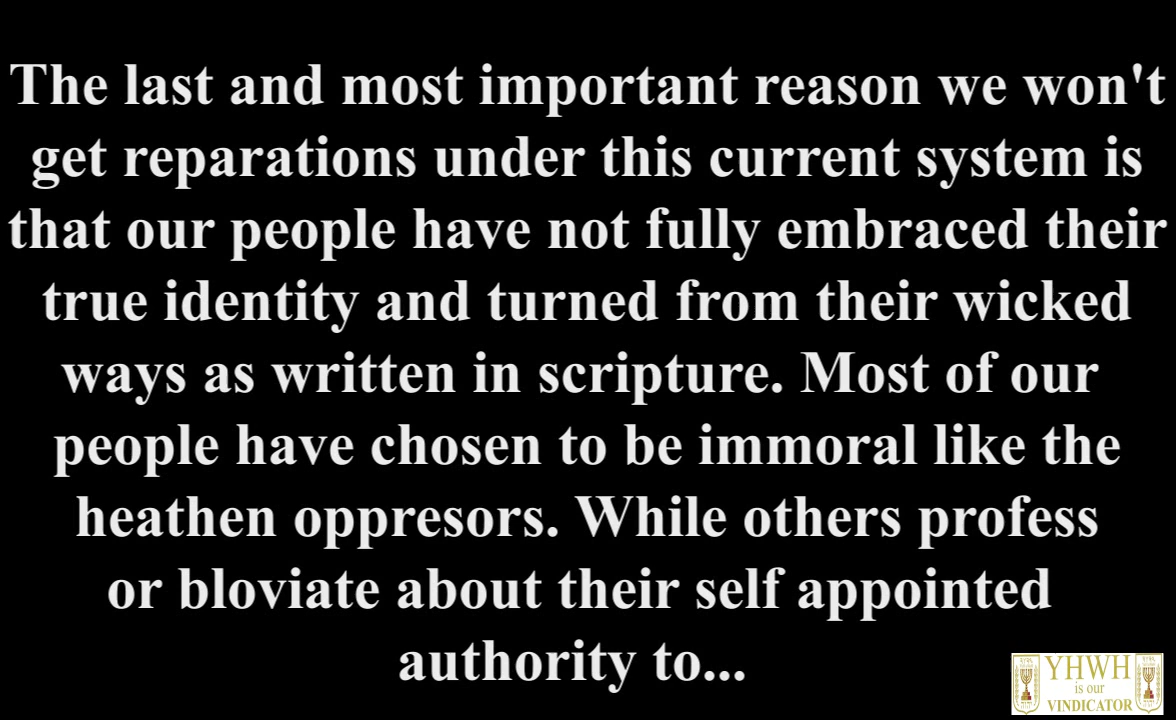 The last and most important reason we won't
get reparations under this current system is
that our people have not fully embraced their
true identity and turned from their wicked
ways as written in scripture. Most of our
people have chosen to be immoral like the
heathen oppresors. While others profess
or bloviate about their self appointed
authority to...
YHWH
is our
VINDICATOR